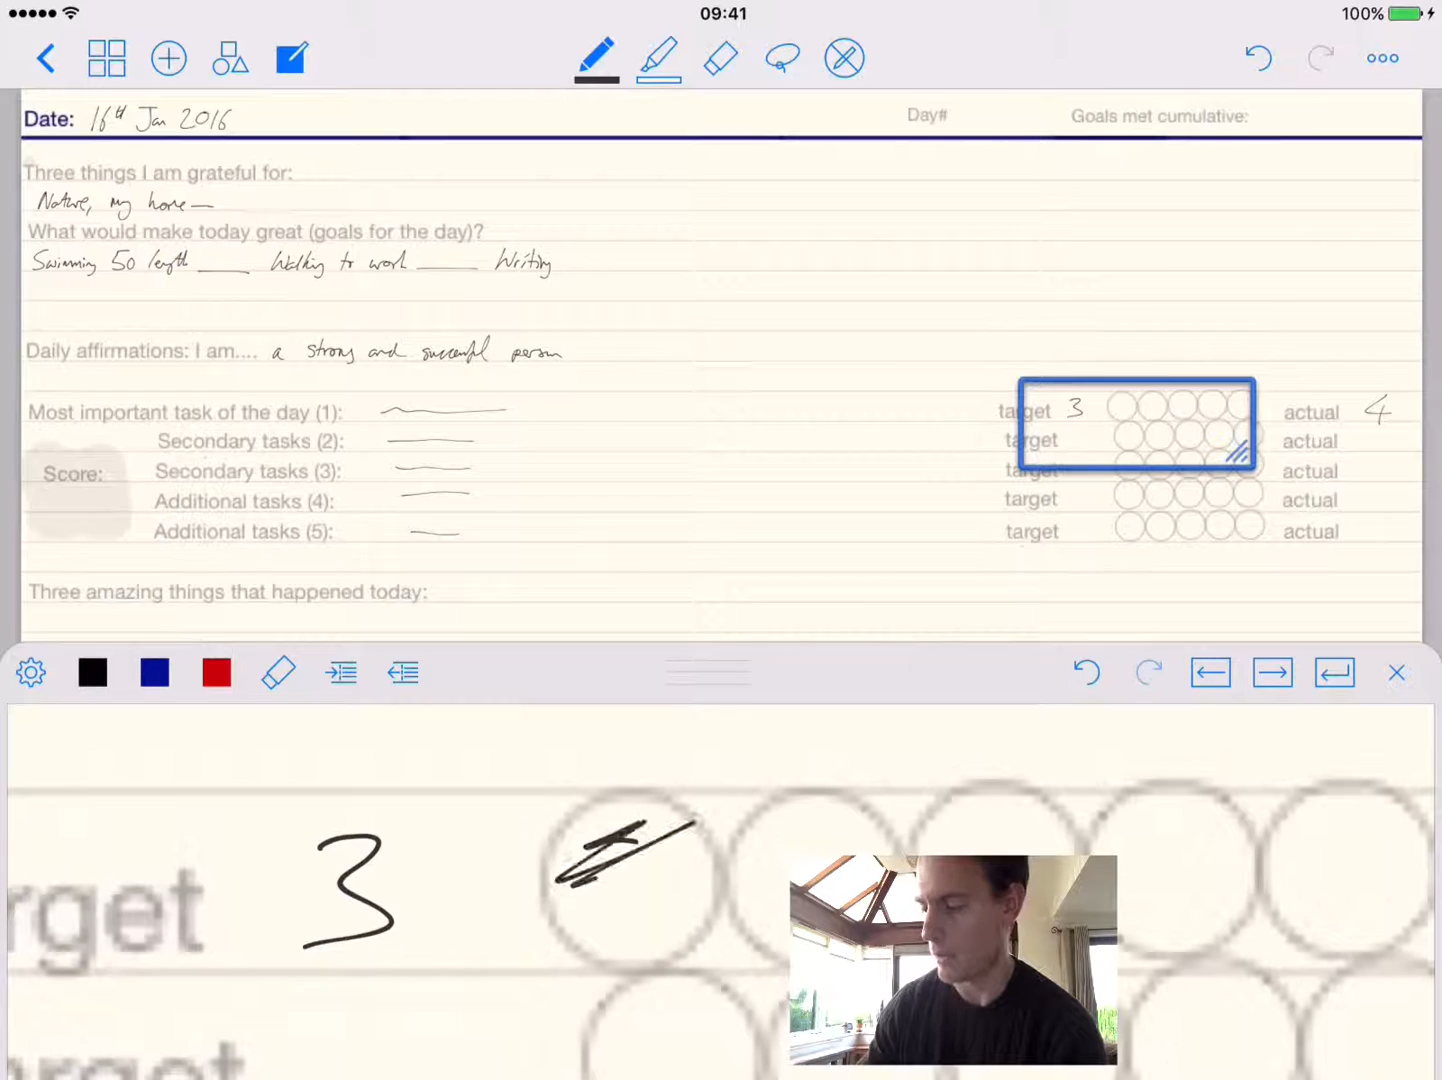 09:41
100%
Date: 16th Jan 2016 Day# Goals met cumulative:
Three things I am grateful for:
Nature, my home
What would make today great (goals for the day)?
Swimming 50 length Walking to work Writing
Daily affirmations: I am.... a strong and successful person
Most important task of the day (1): target 3 actual 4
Secondary tasks (2): target actual
Score: Secondary tasks (3): target actual
Additional tasks (4): target actual
Additional tasks (5): target actual
Three amazing things that happened today:
rget 3
arget